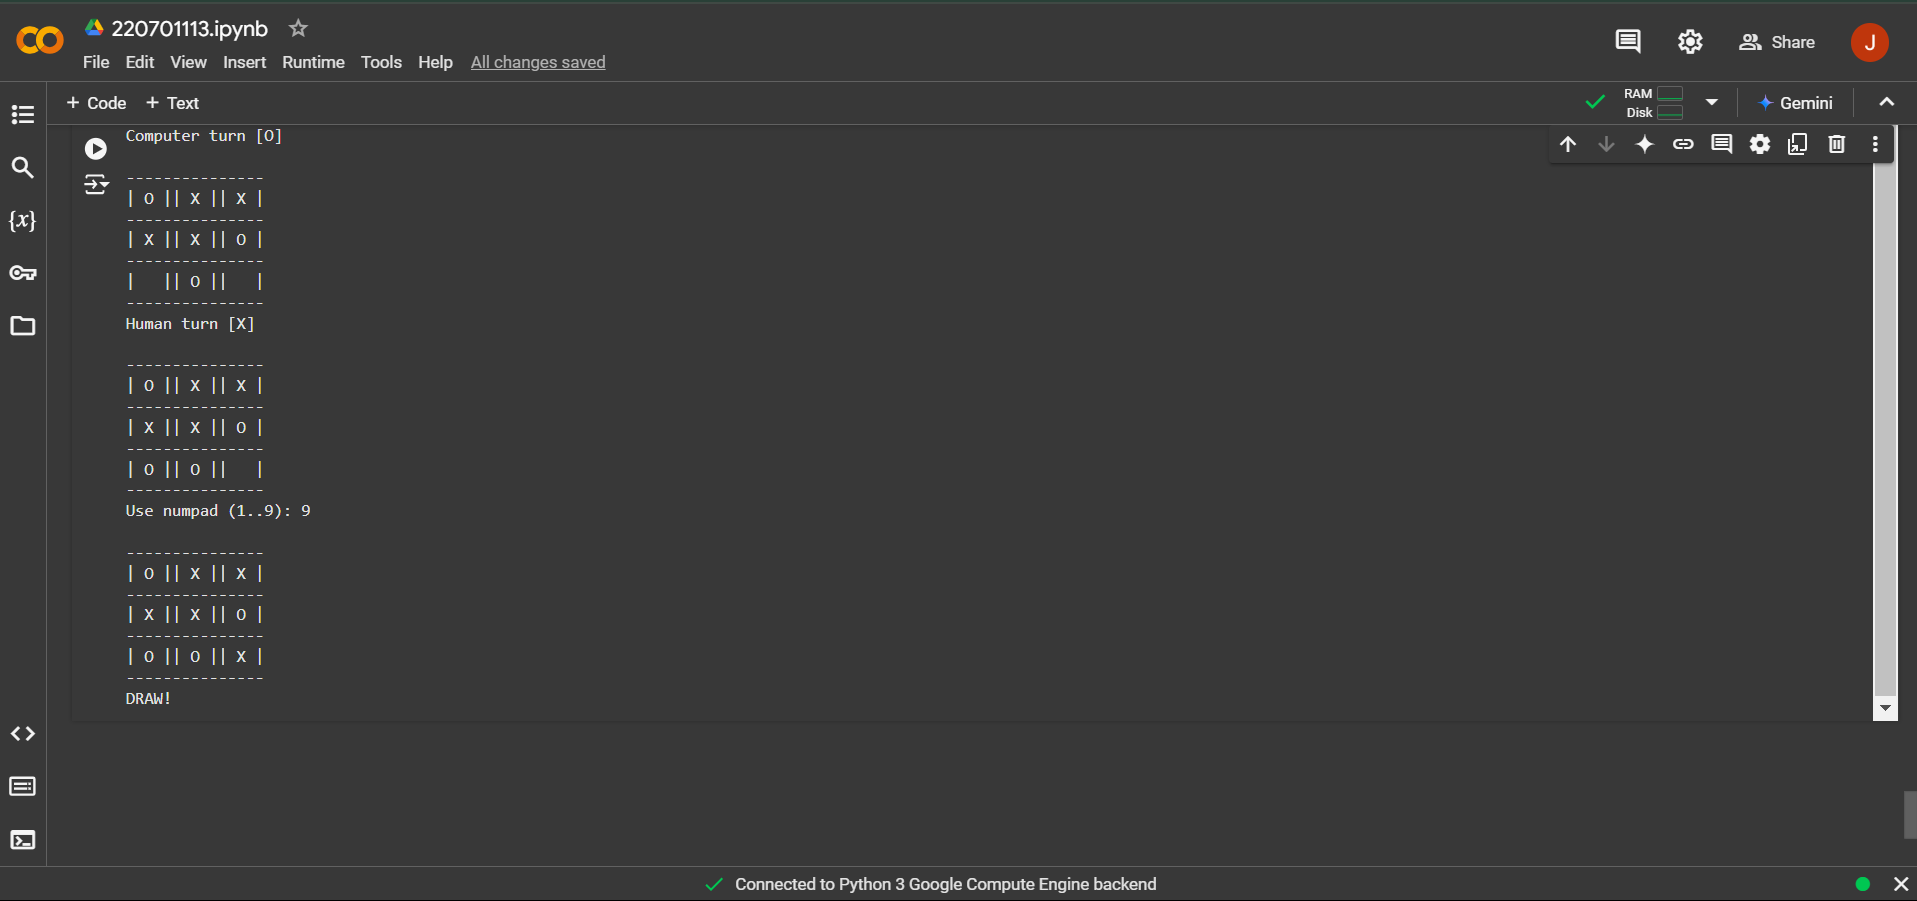 220701113.ipynb
File Edit View Insert Runtime Tools Help All changes saved
Share
J
+ Code + Text
RAM
Disk
Gemini
{x}
Computer turn [O]
---------------
| O || X || X |
---------------
| X || X || O |
---------------
|   || O ||   |
---------------
Human turn [X]
---------------
| O || X || X |
---------------
| X || X || O |
---------------
| O || O ||   |
---------------
Use numpad (1..9): 9
---------------
| O || X || X |
---------------
| X || X || O |
---------------
| O || O || X |
---------------
DRAW!
Connected to Python 3 Google Compute Engine backend